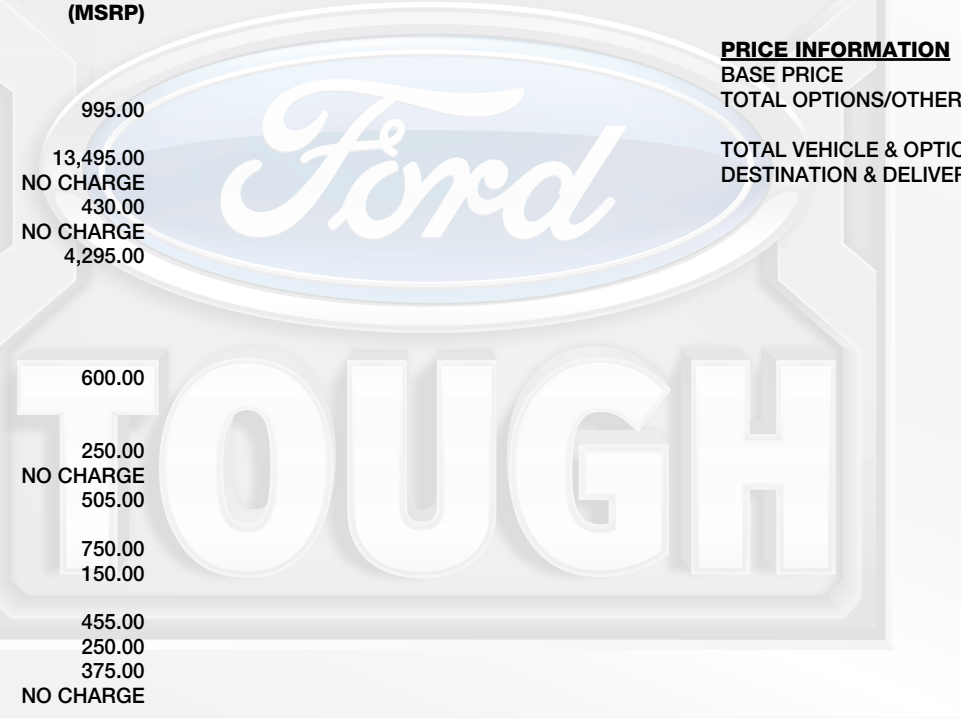 (MSRP)
995.00
13,495.00
NO CHARGE
430.00
NO CHARGE
4,295.00
600.00
250.00
NO CHARGE
505.00
750.00
150.00
455.00
250.00
375.00
NO CHARGE
PRICE INFORMATION
BASE PRICE
TOTAL OPTIONS/OTHER
TOTAL VEHICLE & OPTIO
DESTINATION & DELIVER
Ford
TOUGH